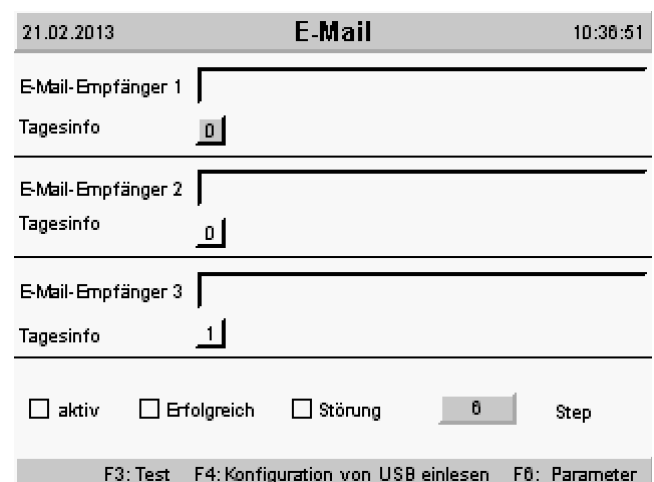 21.02.2013 E-Mail 10:36:51
E-Mail-Empfänger 1
Tagesinfo 0
E-Mail-Empfänger 2
Tagesinfo 0
E-Mail-Empfänger 3
Tagesinfo 1
aktiv Erfolgreich Störung 6 Step
F3: Test F4: Konfiguration von USB einlesen F6: Parameter